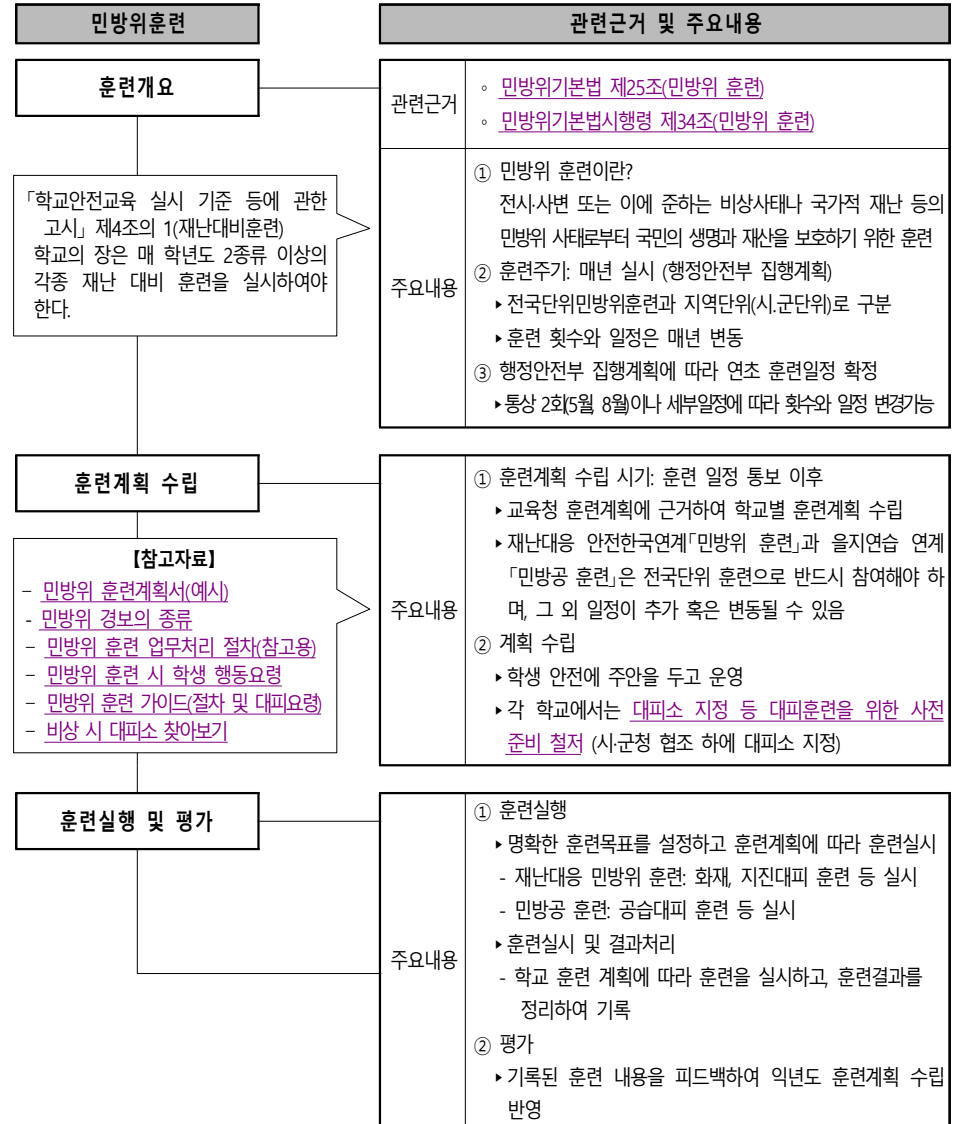 민방위훈련
관련근거 및 주요내용
훈련개요
관련근거
◦ 민방위기본법 제25조(민방위 훈련)
◦ 민방위기본법시행령 제34조(민방위 훈련)
「학교안전교육 실시 기준 등에 관한
고시」 제4조의 1(재난대비훈련)
학교의 장은 매 학년도 2종류 이상의
각종 재난 대비 훈련을 실시하여야
한다.
주요내용
① 민방위 훈련이란?
전시·사변 또는 이에 준하는 비상사태나 국가적 재난 등의
민방위 사태로부터 국민의 생명과 재산을 보호하기 위한 훈련
② 훈련주기: 매년 실시 (행정안전부 집행계획)
▸전국단위민방위훈련과 지역단위(시.군단위)로 구분
▸훈련 횟수와 일정은 매년 변동
③ 행정안전부 집행계획에 따라 연초 훈련일정 확정
▸통상 2회(5월, 8월)이나 세부일정에 따라 횟수와 일정 변경가능
훈련계획 수립
【참고자료】
- 민방위 훈련계획서(예시)
- 민방위 경보의 종류
- 민방위 훈련 업무처리 절차(참고용)
- 민방위 훈련 시 학생 행동요령
- 민방위 훈련 가이드(절차 및 대피요령)
- 비상 시 대피소 찾아보기
주요내용
① 훈련계획 수립 시기: 훈련 일정 통보 이후
▸교육청 훈련계획에 근거하여 학교별 훈련계획 수립
▸재난대응 안전한국연계「민방위 훈련」과 을지연습 연계
「민방공 훈련」은 전국단위 훈련으로 반드시 참여해야 하
며, 그 외 일정이 추가 혹은 변동될 수 있음
② 계획 수립
▸학생 안전에 주안을 두고 운영
▸각 학교에서는 대피소 지정 등 대피훈련을 위한 사전
준비 철저 (시·군청 협조 하에 대피소 지정)
훈련실행 및 평가
주요내용
① 훈련실행
▸명확한 훈련목표를 설정하고 훈련계획에 따라 훈련실시
- 재난대응 민방위 훈련: 화재, 지진대피 훈련 등 실시
- 민방공 훈련: 공습대피 훈련 등 실시
▸훈련실시 및 결과처리
- 학교 훈련 계획에 따라 훈련을 실시하고, 훈련결과를
정리하여 기록
② 평가
▸기록된 훈련 내용을 피드백하여 익년도 훈련계획 수립
반영